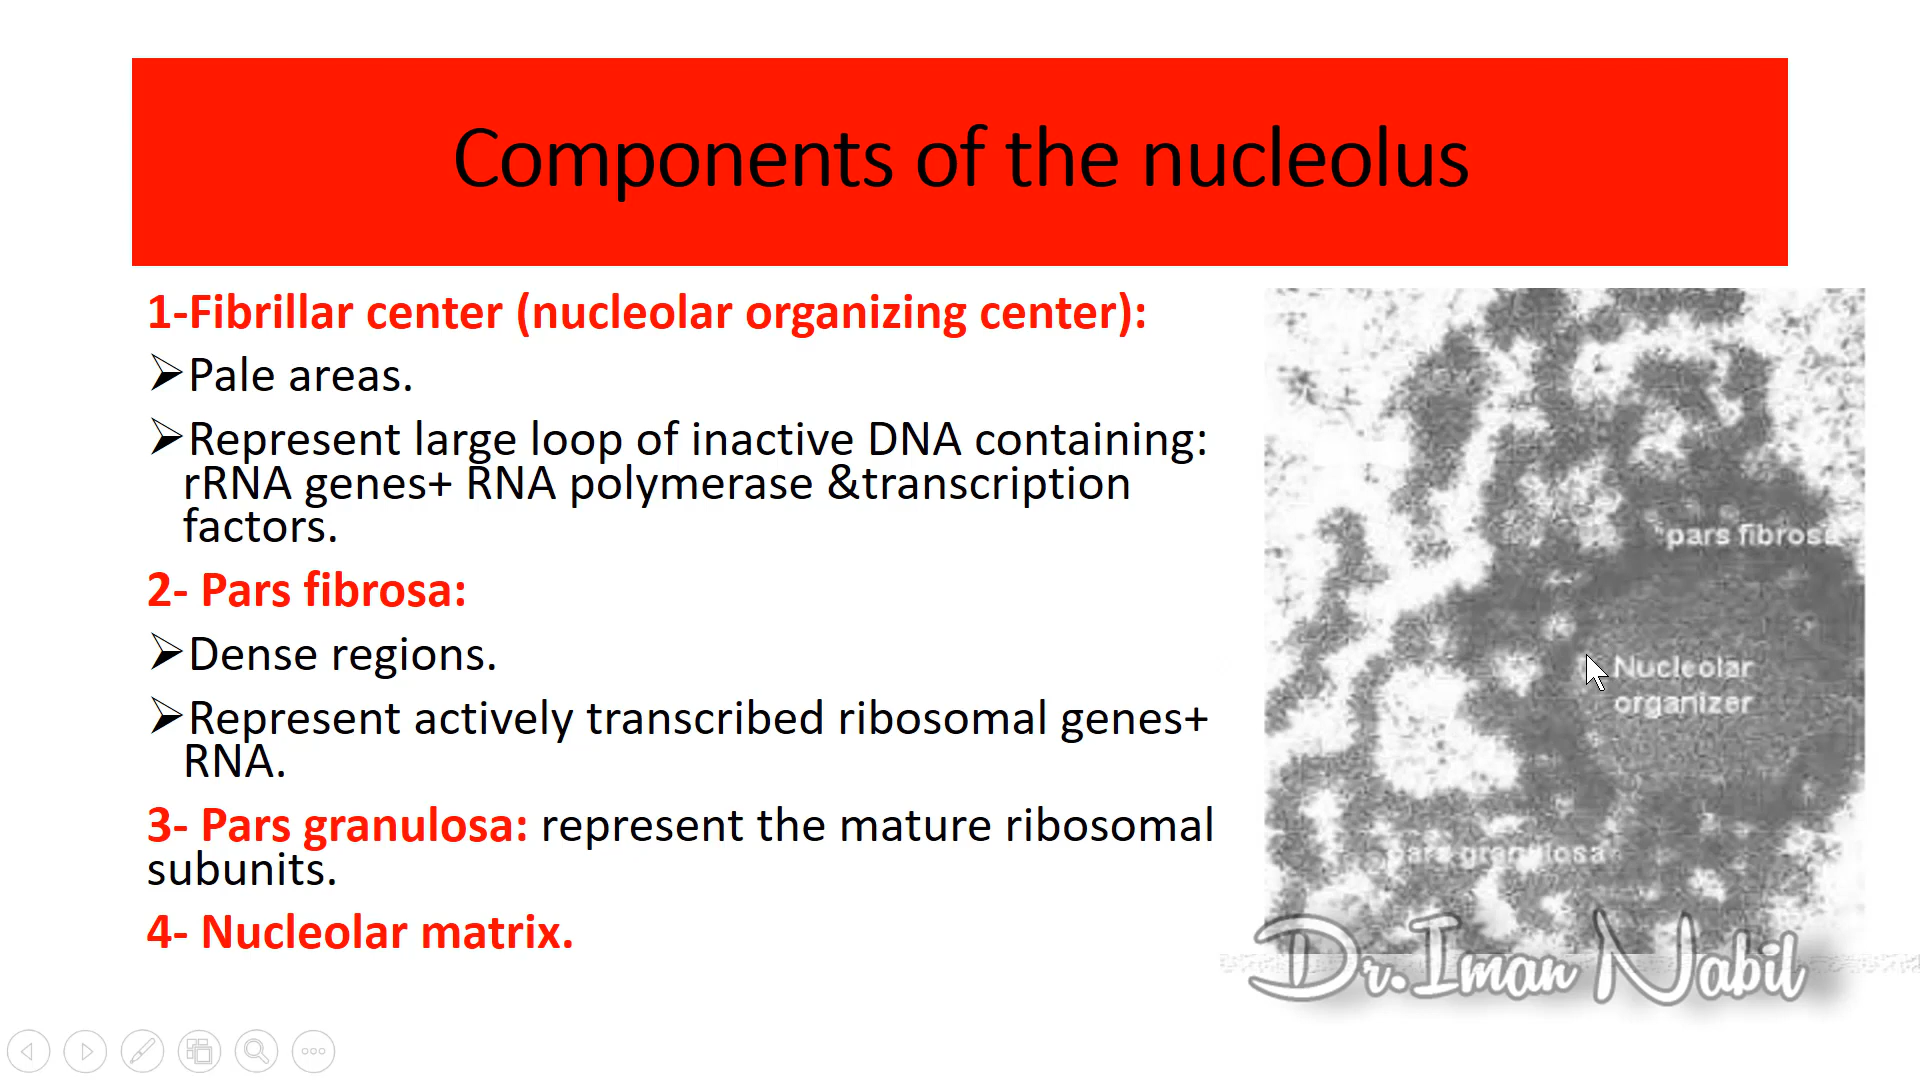 Components of the nucleolus
1-Fibrillar center (nucleolar organizing center):
➢Pale areas.
➢Represent large loop of inactive DNA containing:
rRNA genes+ RNA polymerase &transcription
factors.
2- Pars fibrosa:
➢Dense regions.
➢Represent actively transcribed ribosomal genes+
RNA.
3- Pars granulosa: represent the mature ribosomal
subunits.
4- Nucleolar matrix.
"pars fibrosa
Nucleolar
organizer
pars granulosa"
Dr.Iman Nabil